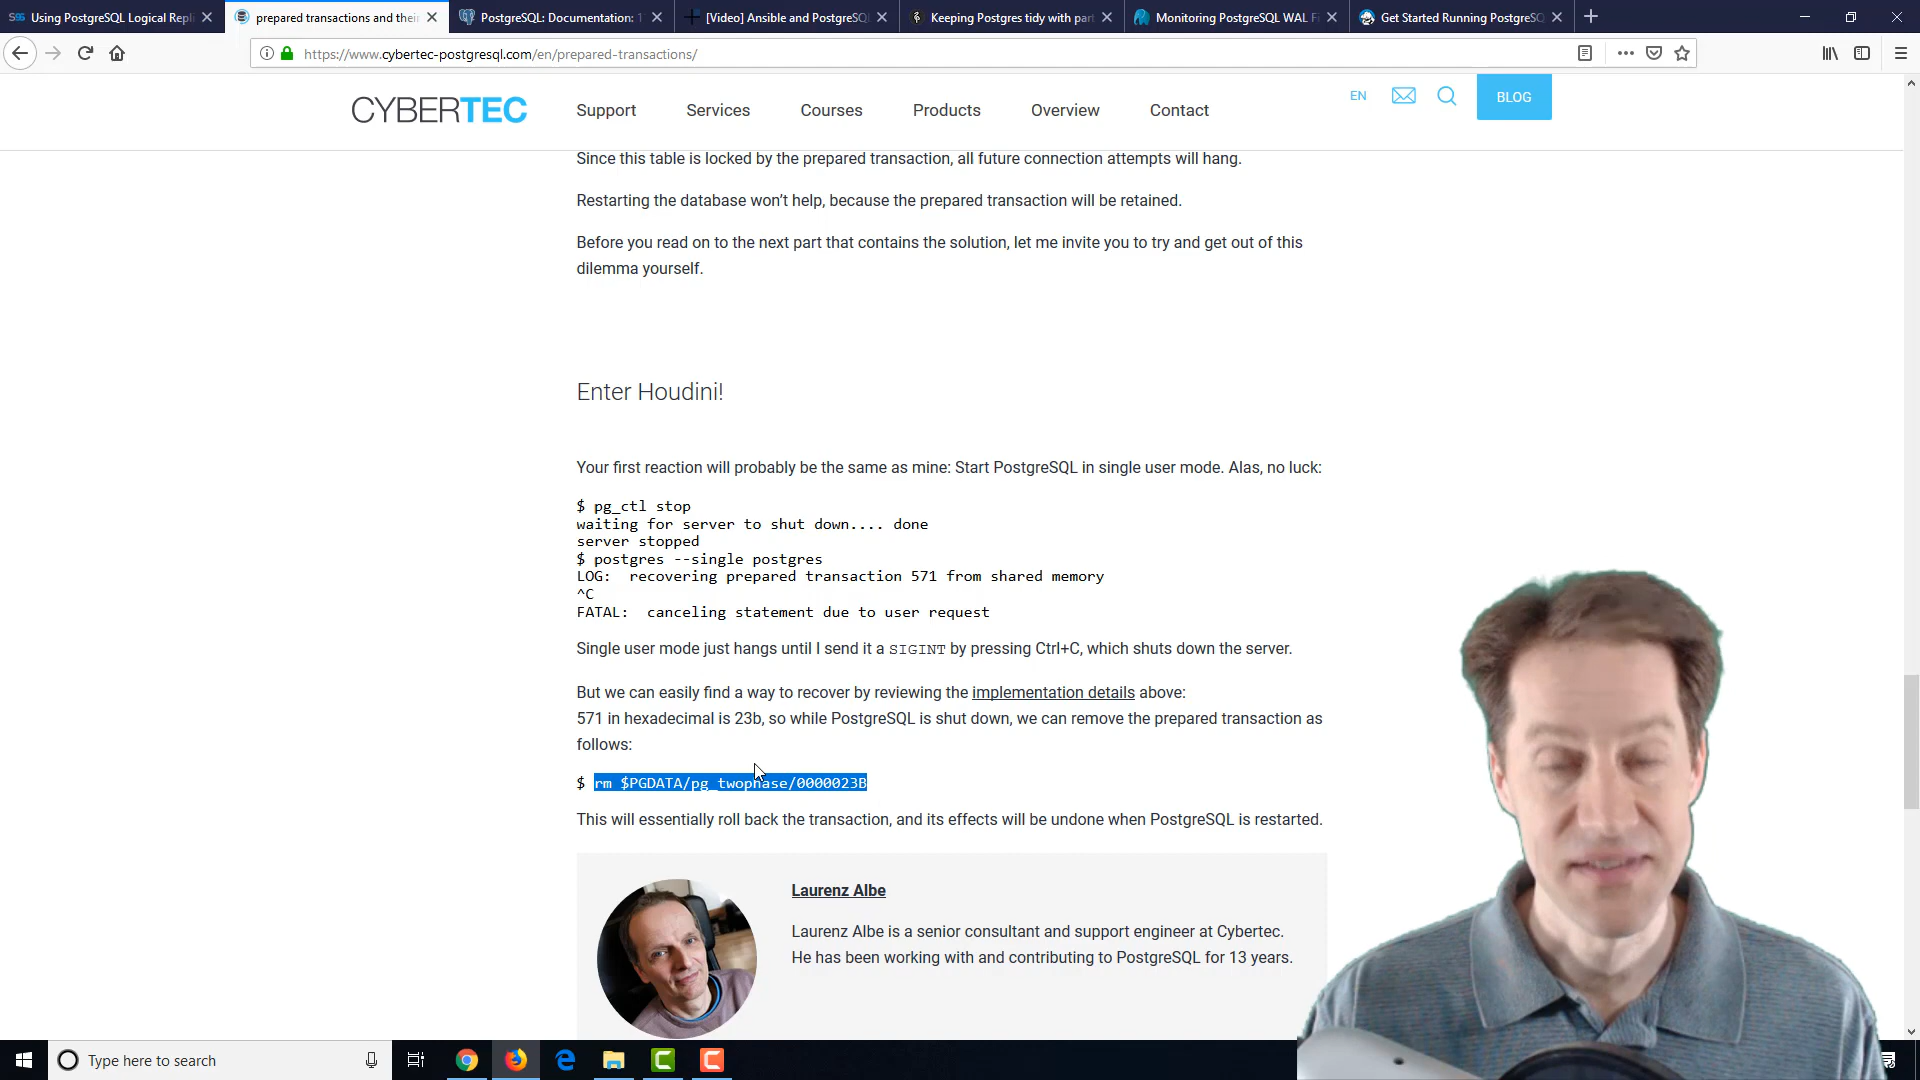 Using PostgreSQL Logical Repli
prepared transactions and thei
PostgreSQL: Documentation: 1
[Video] Ansible and PostgreSQL
Keeping Postgres tidy with part
Monitoring PostgreSQL WAL Fi
Get Started Running PostgreSQ
https://www.cybertec-postgresql.com/en/prepared-transactions/
CYBERTEC
Support
Services
Courses
Products
Overview
Contact
EN
BLOG
Since this table is locked by the prepared transaction, all future connection attempts will hang.
Restarting the database won’t help, because the prepared transaction will be retained.
Before you read on to the next part that contains the solution, let me invite you to try and get out of this
dilemma yourself.
Enter Houdini!
Your first reaction will probably be the same as mine: Start PostgreSQL in single user mode. Alas, no luck:
$ pg_ctl stop
waiting for server to shut down.... done
server stopped
$ postgres --single postgres
LOG:  recovering prepared transaction 571 from shared memory
^C
FATAL:  canceling statement due to user request
Single user mode just hangs until I send it a SIGINT by pressing Ctrl+C, which shuts down the server.
But we can easily find a way to recover by reviewing the implementation details above:
571 in hexadecimal is 23b, so while PostgreSQL is shut down, we can remove the prepared transaction as
follows:
$ rm $PGDATA/pg_twophase/0000023B
This will essentially roll back the transaction, and its effects will be undone when PostgreSQL is restarted.
Laurenz Albe
Laurenz Albe is a senior consultant and support engineer at Cybertec.
He has been working with and contributing to PostgreSQL for 13 years.
Type here to search